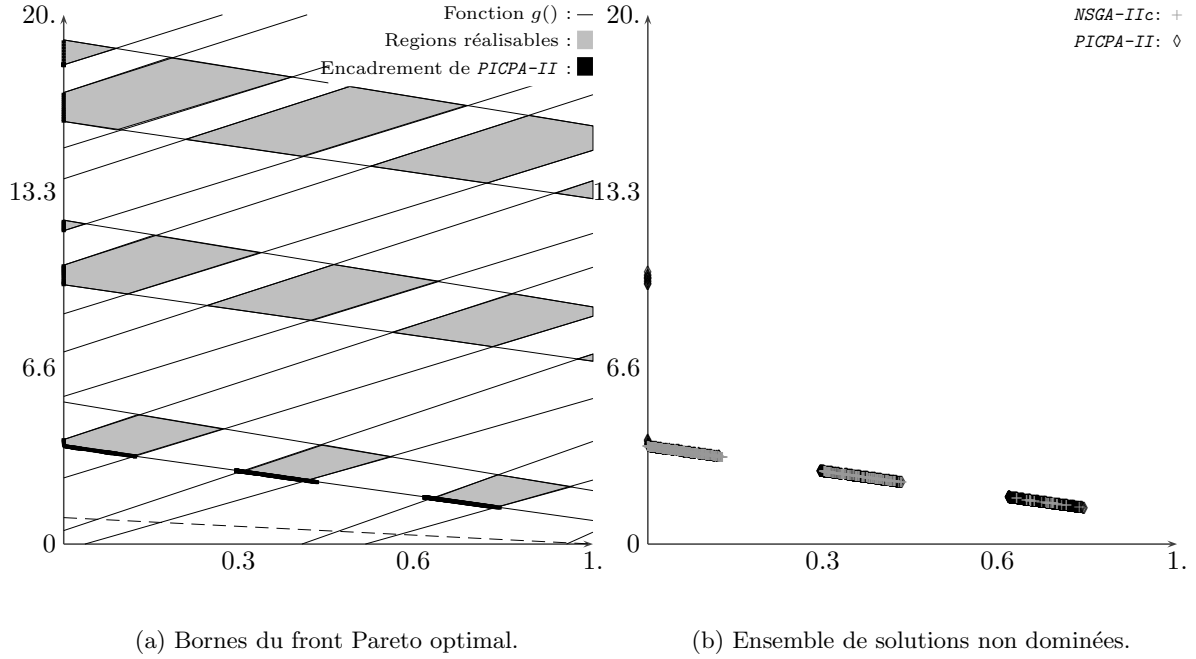 20.
13.3
6.6
0
0.3
0.6
1.
Fonction g() :
Regions réalisables :
Encadrement de PICPA-II :
(a) Bornes du front Pareto optimal.
20.
13.3
6.6
0
0.3
0.6
1.
NSGA-IIc:
PICPA-II:
(b) Ensemble de solutions non dominées.